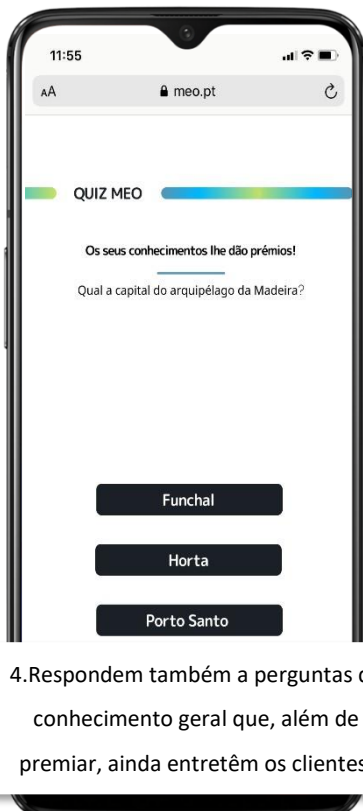 11:55
AA meo.pt
QUIZ MEO
Os seus conhecimentos lhe dão prémios!
Qual a capital do arquipélago da Madeira?
Funchal
Horta
Porto Santo
4.Respondem também a perguntas
conhecimento geral que, além de
premiar, ainda entretêm os clientes